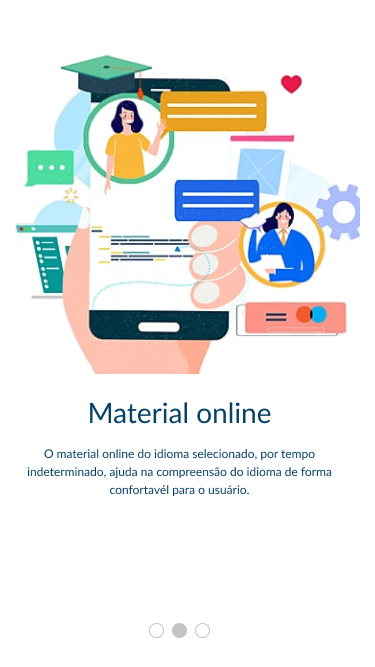 Material online
O material online do idioma selecionado, por tempo
indeterminado, ajuda na compreensão do idioma de forma
confortavél para o usuário.